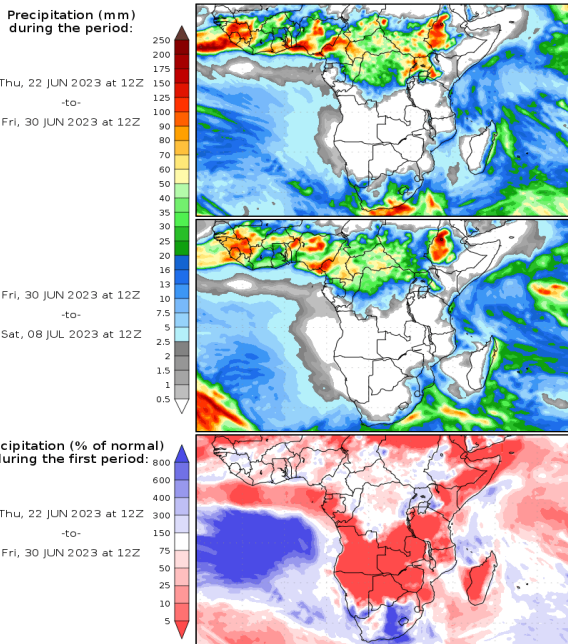 Precipitation (mm)
during the period:
Thu, 22 JUN 2023 at 12Z
-to-
Fri, 30 JUN 2023 at 12Z
250
200
175
150
125
100
90
80
70
60
50
40
35
30
25
20
16
13
10
7.5
5
2.5
2
1.5
1
0.5
Fri, 30 JUN 2023 at 12Z
-to-
Sat, 08 JUL 2023 at 12Z
cipitation (% of normal)
during the first period:
Thu, 22 JUN 2023 at 12Z
-to-
Fri, 30 JUN 2023 at 12Z
800
600
400
300
150
75
50
25
10
5